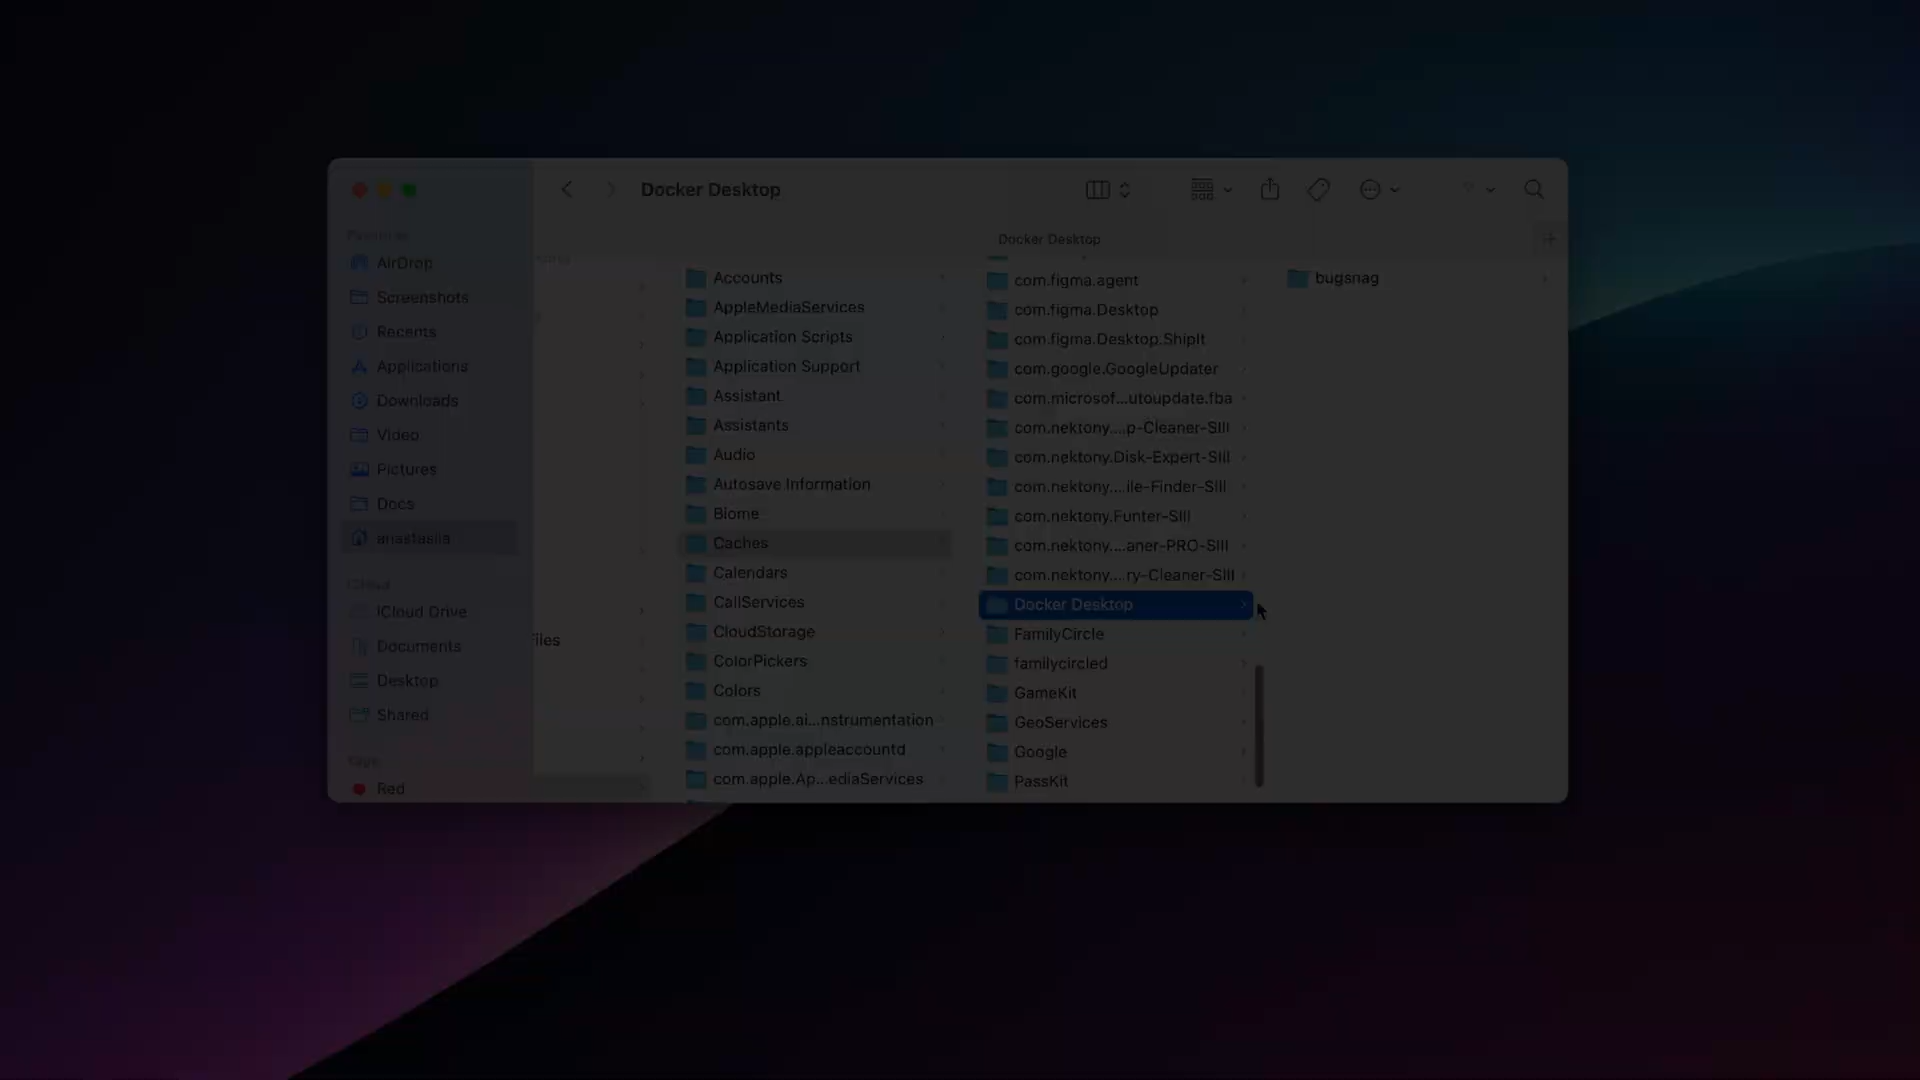 Docker Desktop
Docker Desktop
Favorites
AirDrop
Screenshots
Recents
Applications
Downloads
Video
Pictures
Docs
anastasiia
iCloud
iCloud Drive
Documents
Desktop
Shared
Tags
Red
files
Accounts
AppleMediaServices
Application Scripts
Application Support
Assistant
Assistants
Audio
Autosave Information
Biome
Caches
Calendars
CallServices
CloudStorage
ColorPickers
Colors
com.apple.ai...nstrumentation
com.apple.appleaccountd
com.apple.Ap...ediaServices
com.figma.agent
com.figma.Desktop
com.figma.Desktop.ShipIt
com.google.GoogleUpdater
com.microsof...utoupdate.fba
com.nektony....p-Cleaner-SIII
com.nektony.Disk-Expert-SIII
com.nektony....ile-Finder-SIII
com.nektony.Funter-SIII
com.nektony....aner-PRO-SIII
com.nektony....ry-Cleaner-SIII
Docker Desktop
FamilyCircle
familycircled
GameKit
GeoServices
Google
PassKit
bugsnag